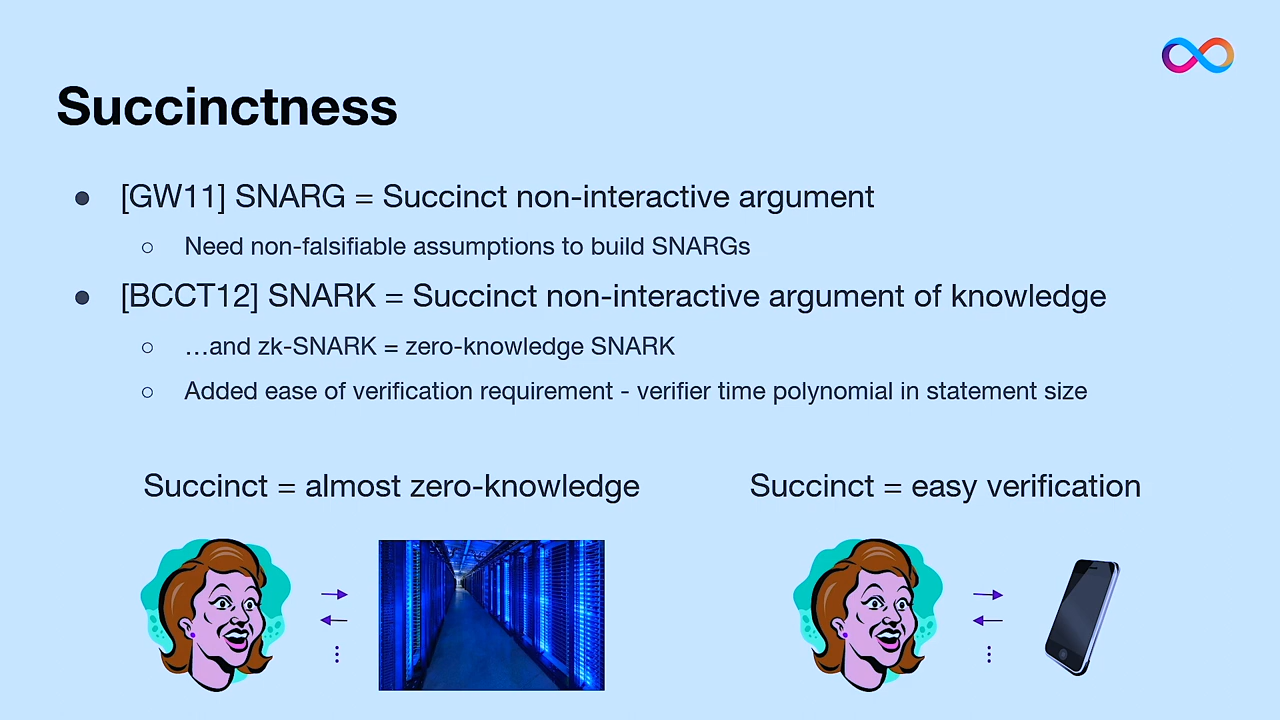 Succinctness
● [GW11] SNARG = Succinct non-interactive argument
○ Need non-falsifiable assumptions to build SNARGs
● [BCCT12] SNARK = Succinct non-interactive argument of knowledge
○ …and zk-SNARK = zero-knowledge SNARK
○ Added ease of verification requirement - verifier time polynomial in statement size
Succinct = almost zero-knowledge
Succinct = easy verification